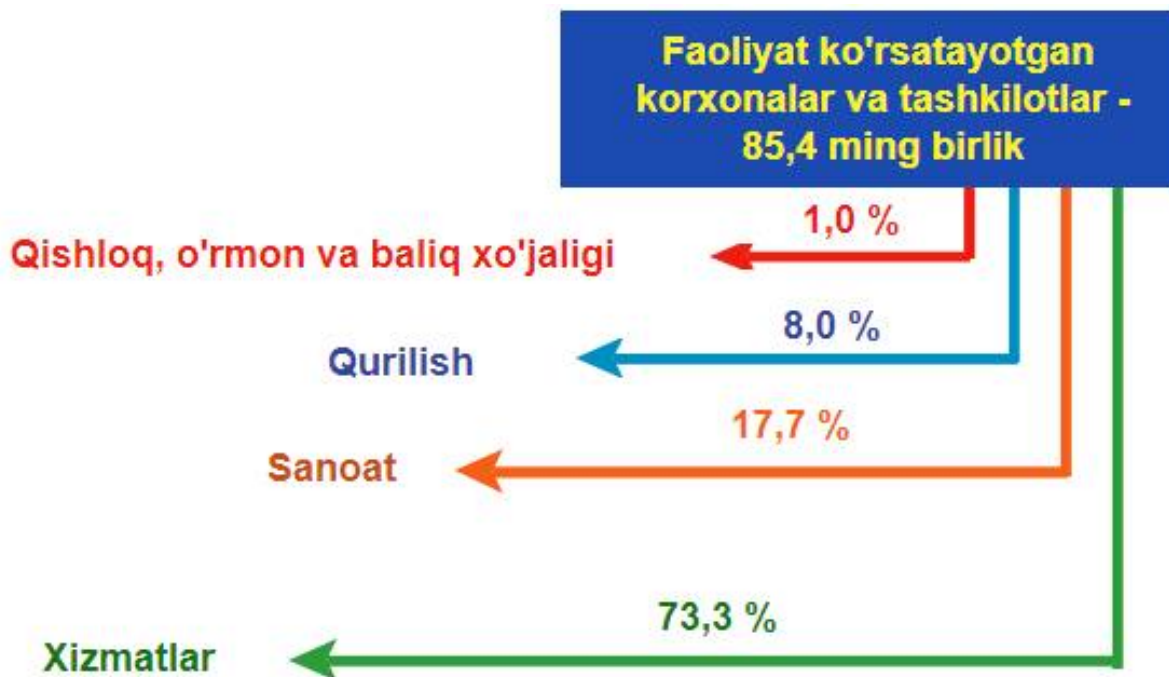 Faoliyat ko'rsatayotgan
korxonalar va tashkilotlar -
85,4 ming birlik
1,0 %
Qishloq, o'rmon va baliq xo'jaligi
8,0 %
Qurilish
17,7 %
Sanoat
73,3 %
Xizmatlar